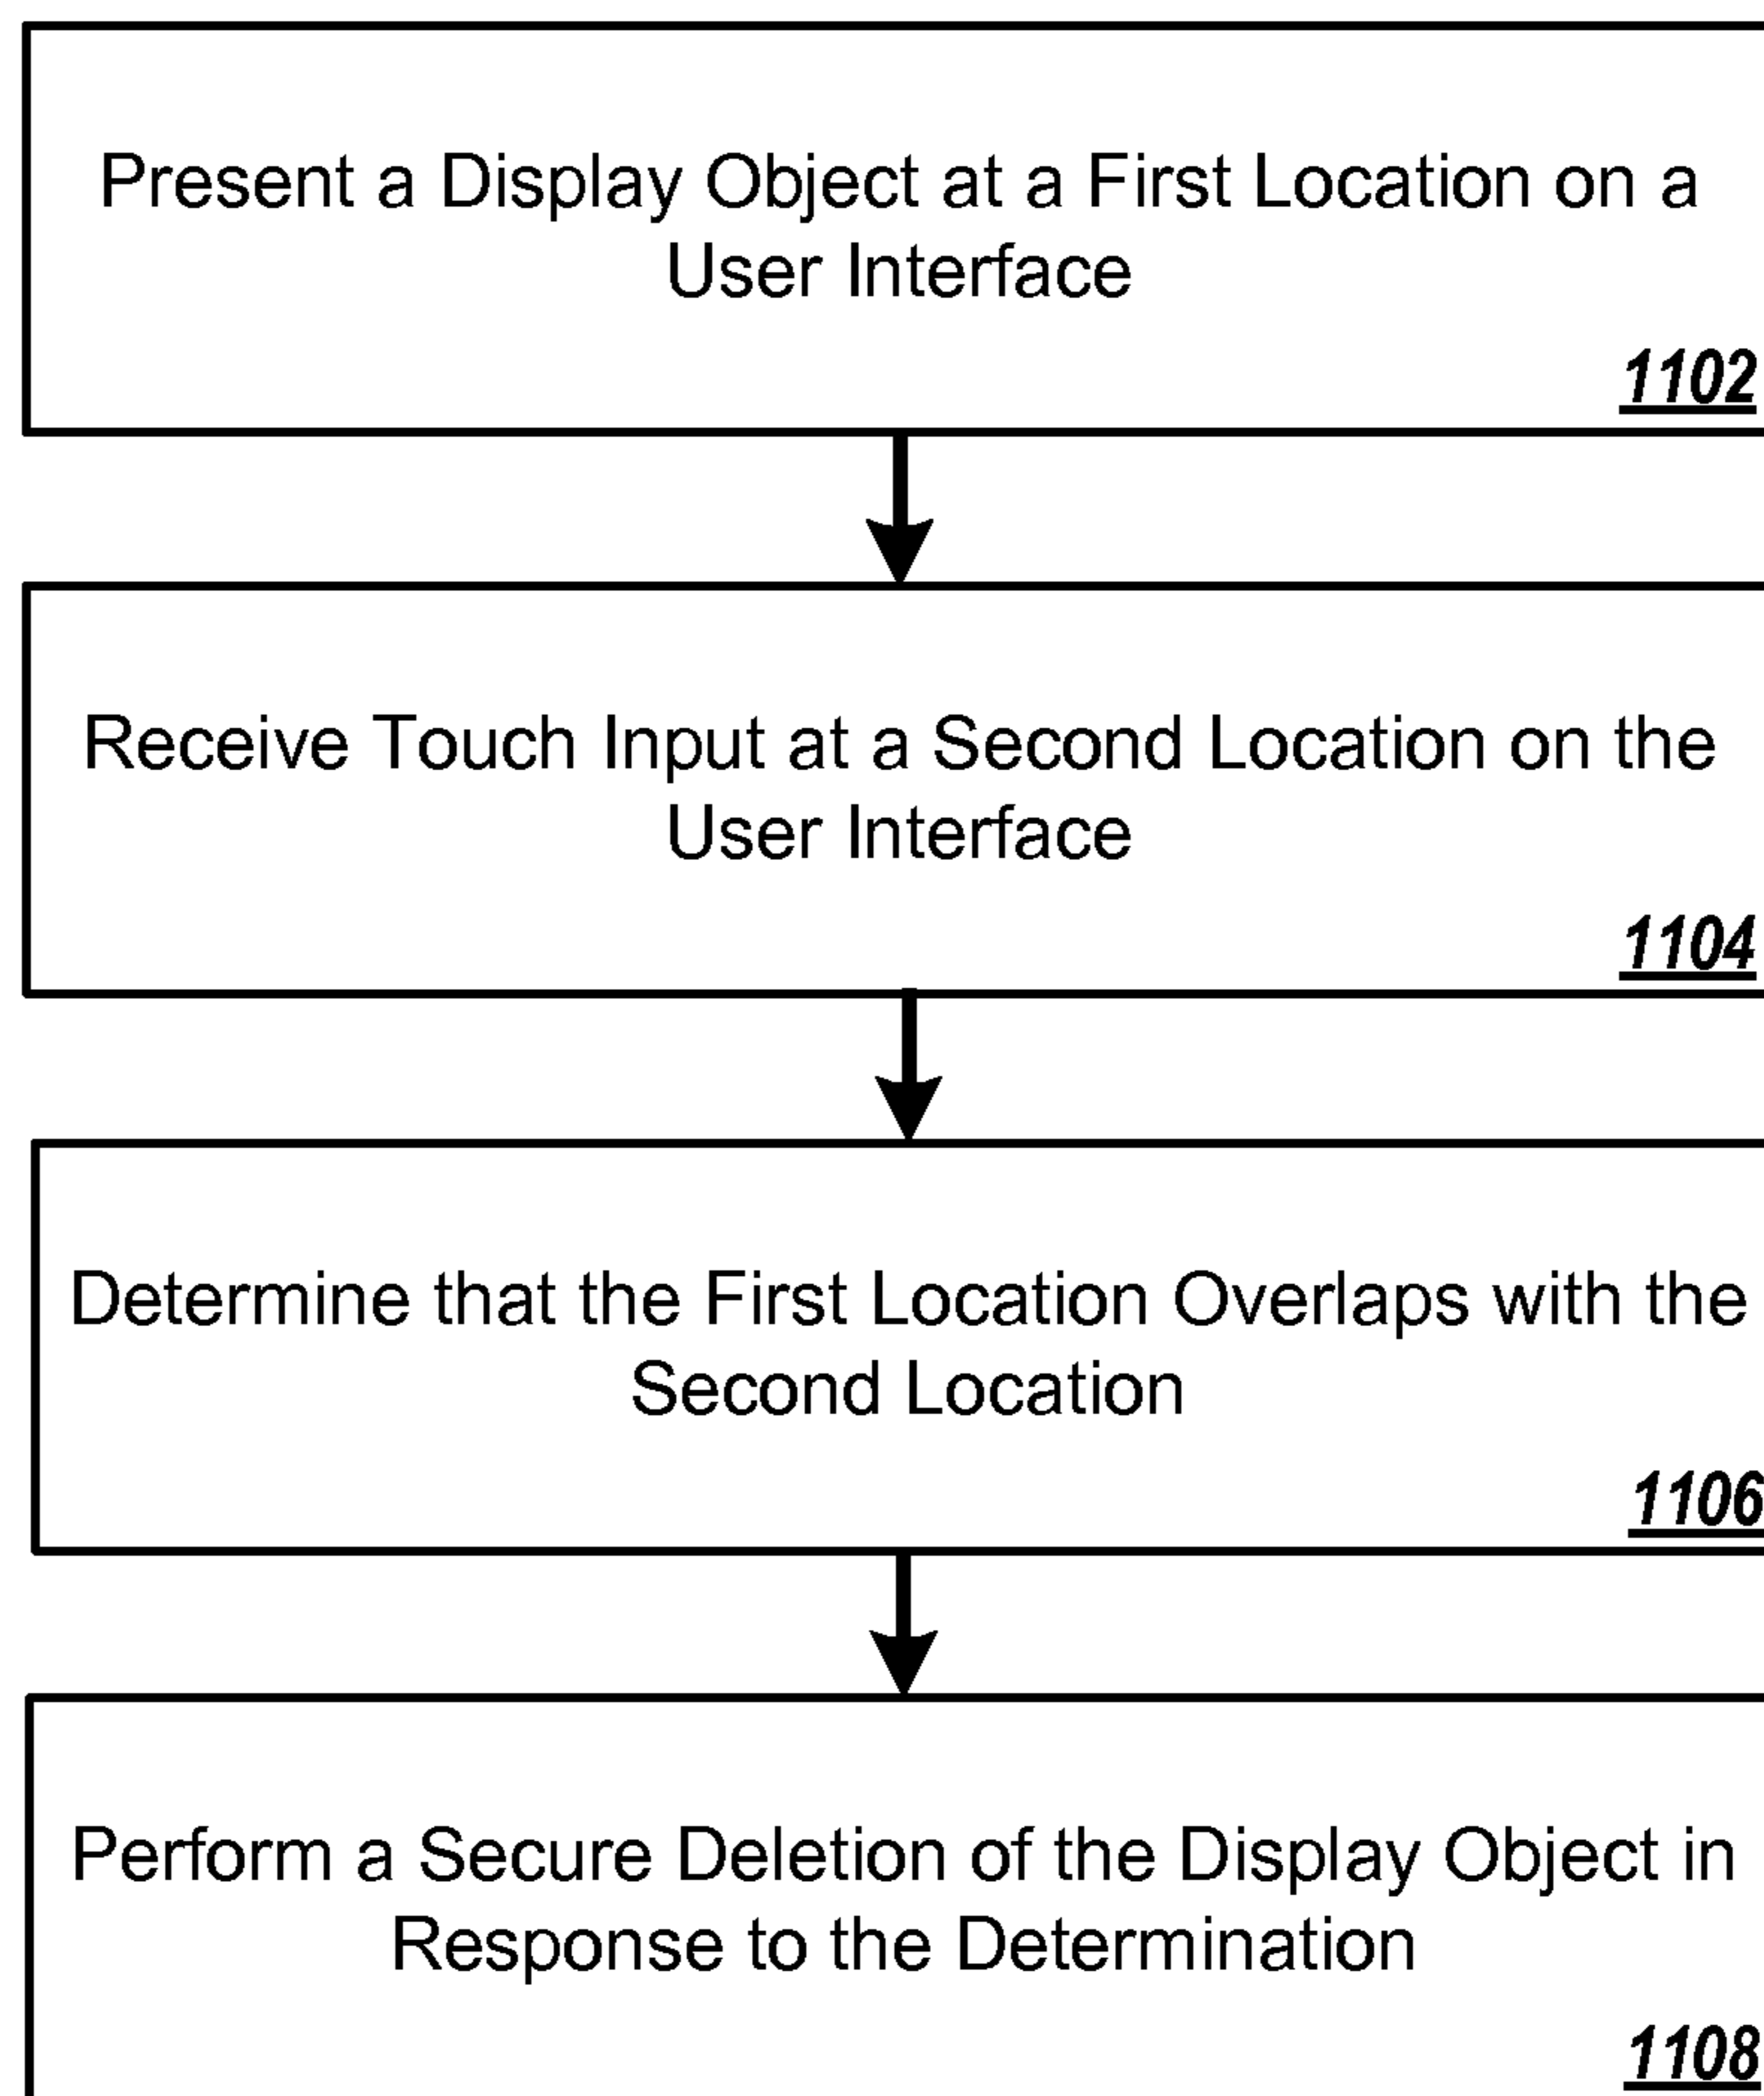 Present a Display Object at a First Location on a
User Interface
1102
Receive Touch Input at a Second Location on the
User Interface
1104
Determine that the First Location Overlaps with the
Second Location
1106
Perform a Secure Deletion of the Display Object in
Response to the Determination
1108